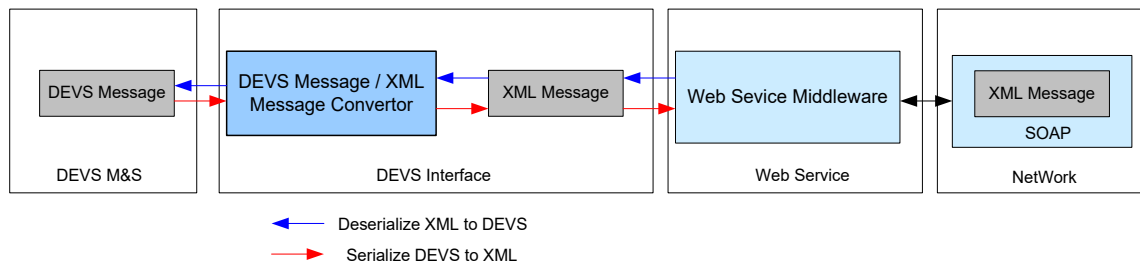 DEVS Message
DEVS M&S
DEVS Message / XML
Message Convertor
XML Message
DEVS Interface
Web Sevice Middleware
Web Service
XML Message
SOAP
NetWork
Deserialize XML to DEVS
Serialize DEVS to XML